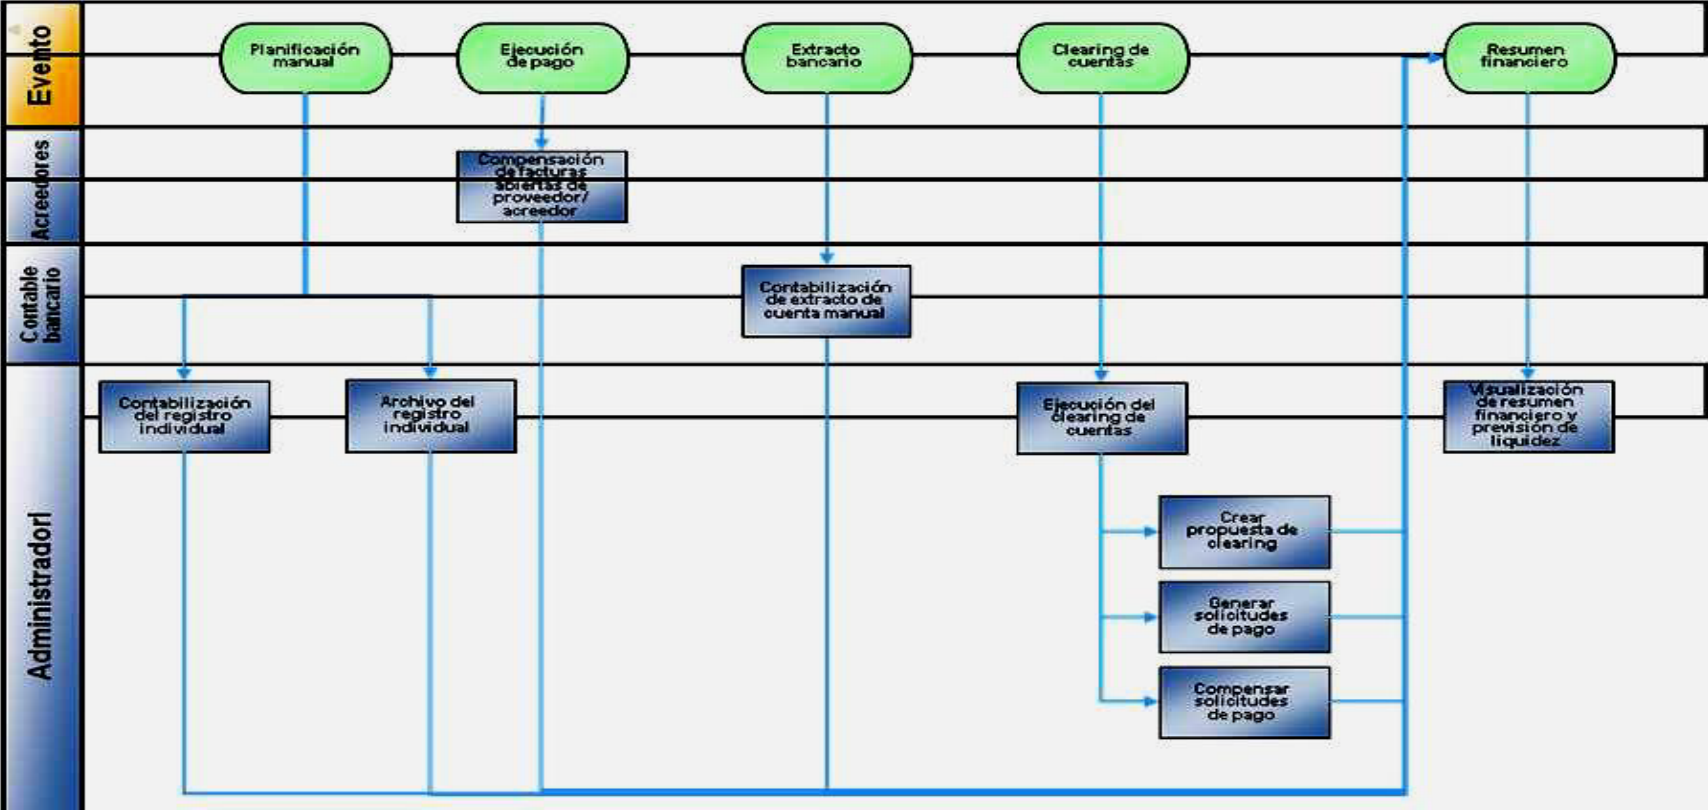 Evento
Planificación
manual
Ejecución
de pago
Extracto
bancario
Clearing de
cuentas
Resumen
financiero
Acreedores
Compensación
de facturas
abiertas de
proveedor/
acreedor
Contable
bancario
Contabilización
de extracto de
cuenta manual
Administradorl
Contabilización
del registro
individual
Archivo del
registro
individual
Ejecución del
clearing de
cuentas
Visualización
de resumen
financiero y
previsión de
liquidez
Crear
propuesta de
clearing
Generar
solicitudes
de pago
Compensar
solicitudes
de pago